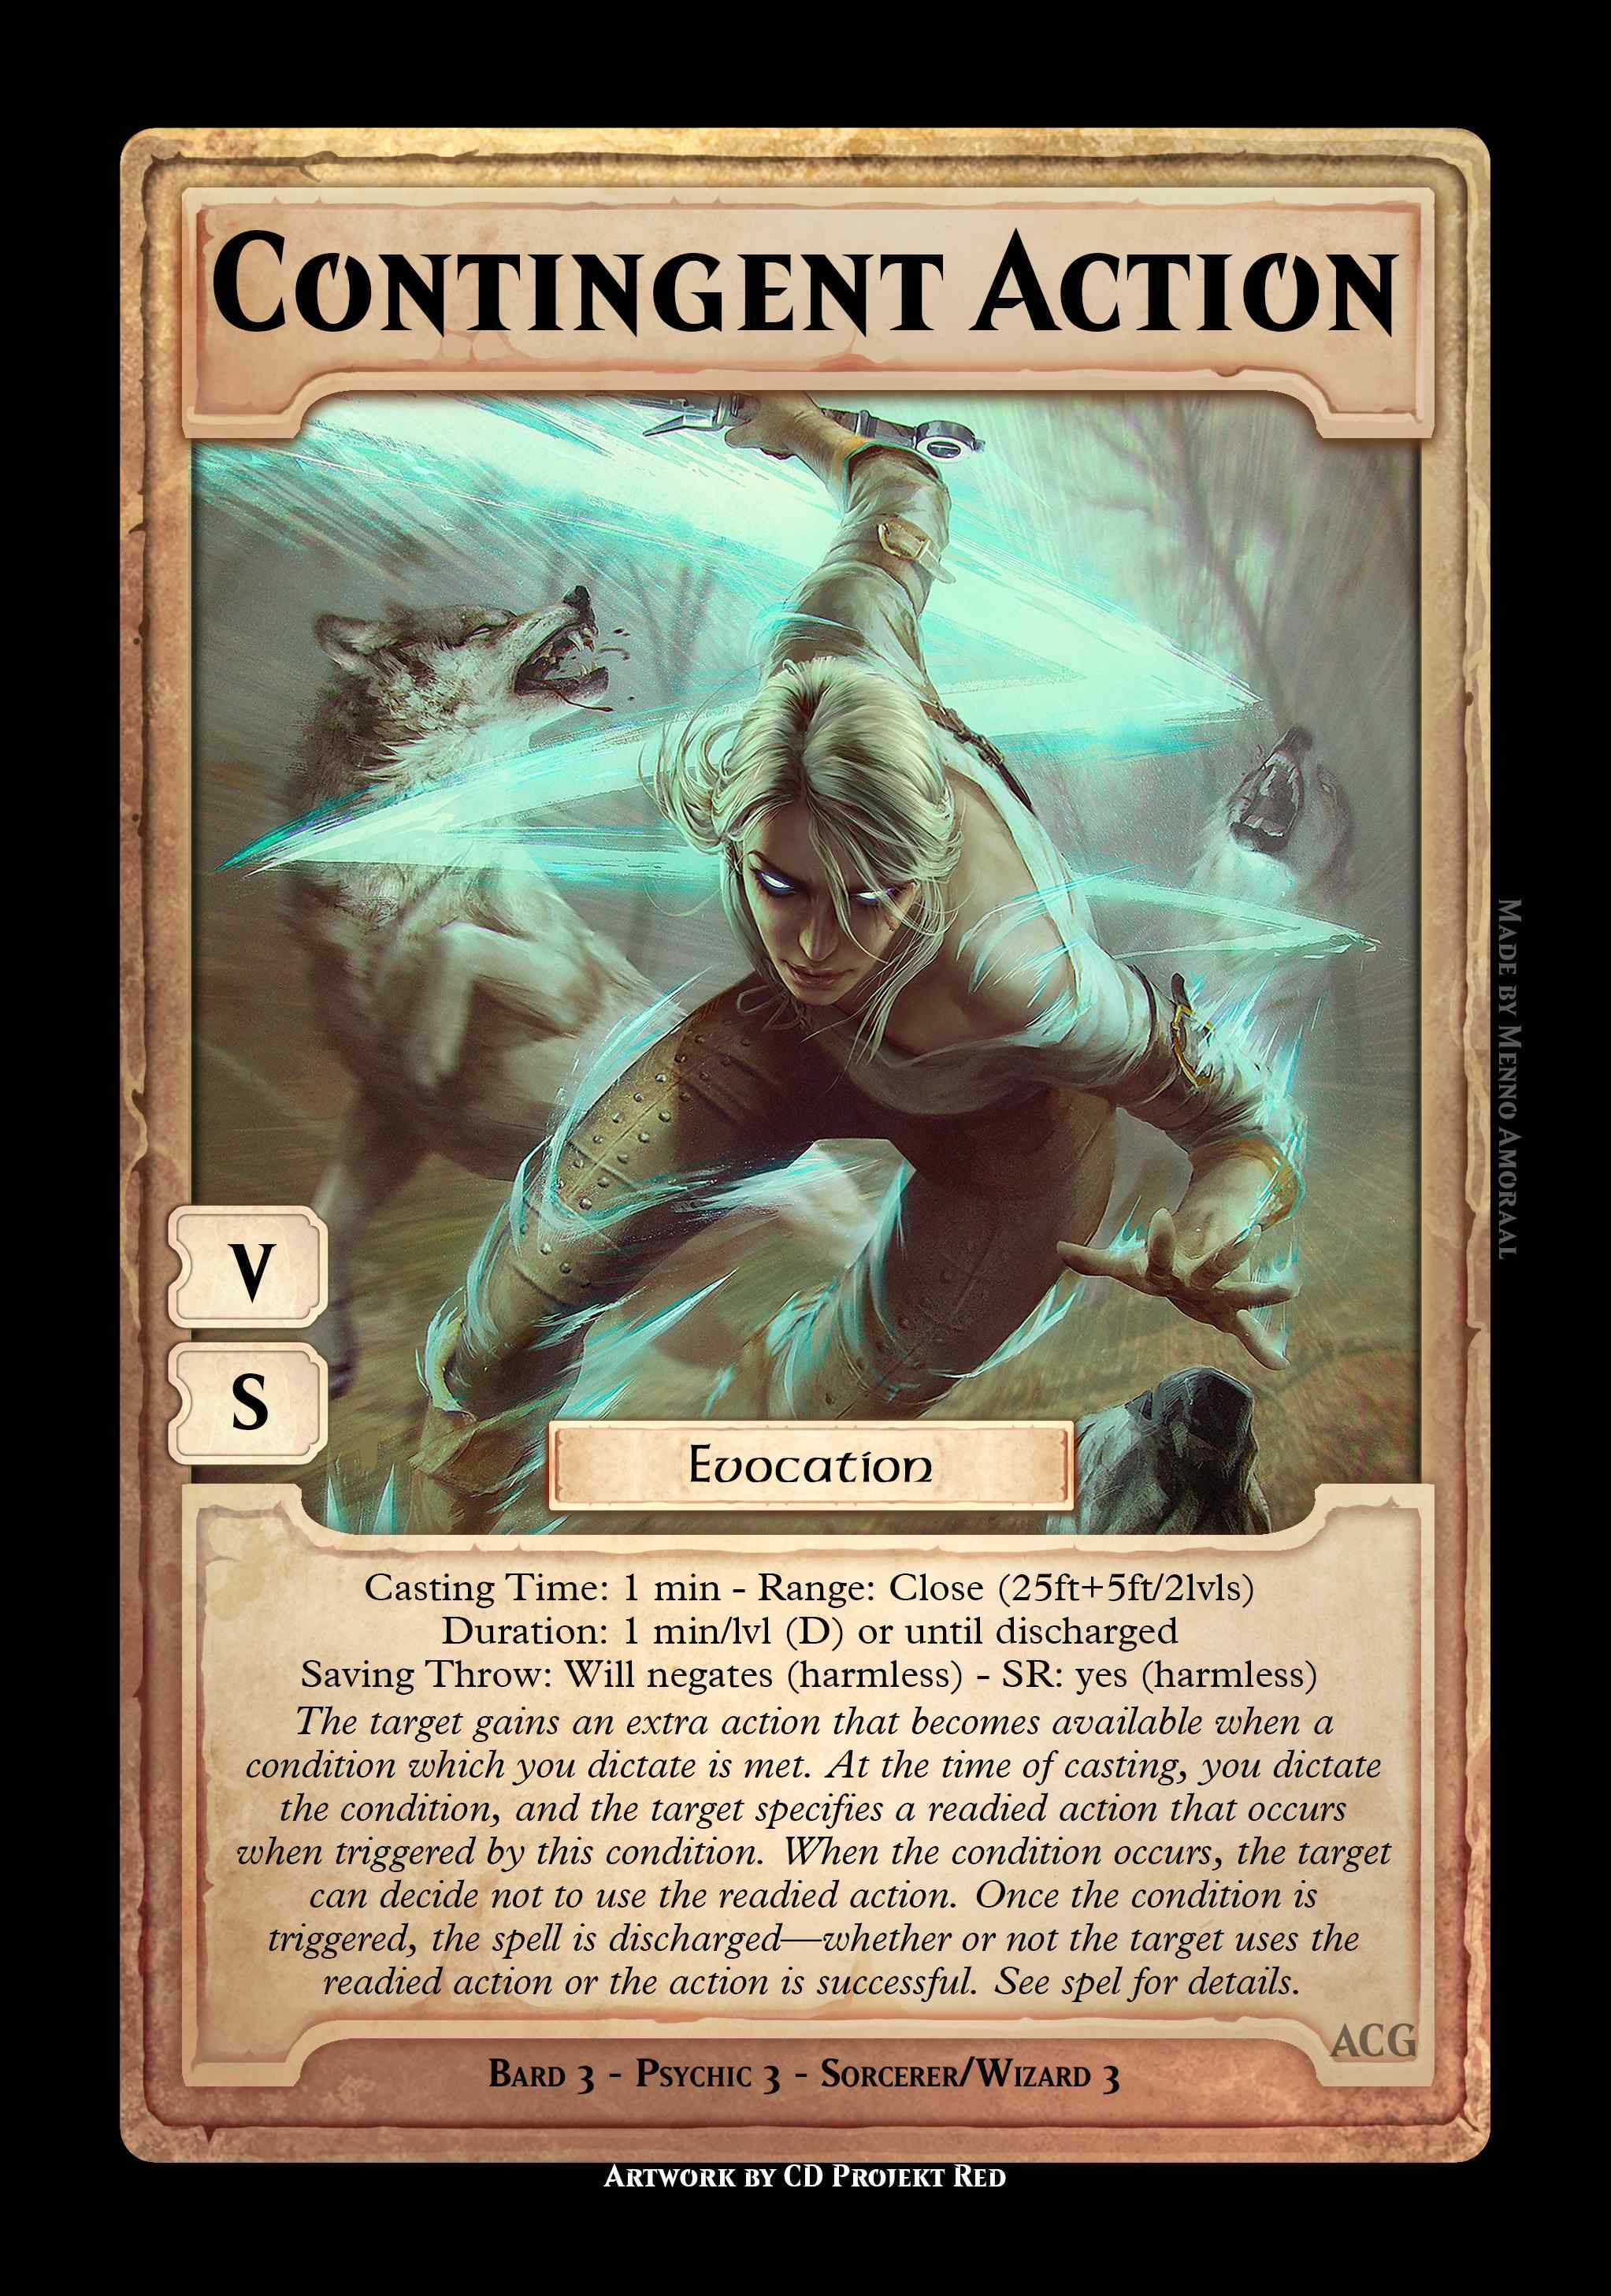 Contingent Action
Made by Menno Amoraal
V
S
Evocation
Casting Time: 1 min - Range: Close (25ft+5ft/2lvls)
Duration: 1 min/lvl (D) or until discharged
Saving Throw: Will negates (harmless) - SR: yes (harmless)
The target gains an extra action that becomes available when a
condition which you dictate is met. At the time of casting, you dictate
the condition, and the target specifies a readied action that occurs
when triggered by this condition. When the condition occurs, the target
can decide not to use the readied action. Once the condition is
triggered, the spell is discharged—whether or not the target uses the
readied action or the action is successful. See spel for details.
ACG
Bard 3 - Psychic 3 - Sorcerer/Wizard 3
Artwork by CD Projekt Red